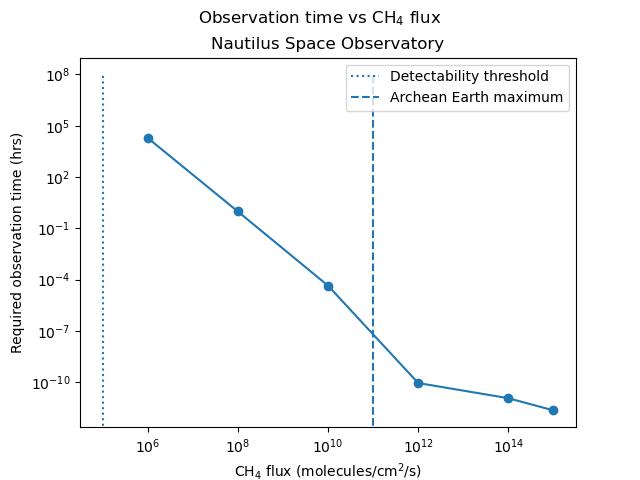 Observation time vs CH₄ flux
Nautilus Space Observatory
Detectability threshold
Archean Earth maximum
Required observation time (hrs)
10⁸
10⁵
10²
10⁻¹
10⁻⁴
10⁻⁷
10⁻¹⁰
10⁶ 10⁸ 10¹⁰ 10¹² 10¹⁴
CH₄ flux (molecules/cm²/s)